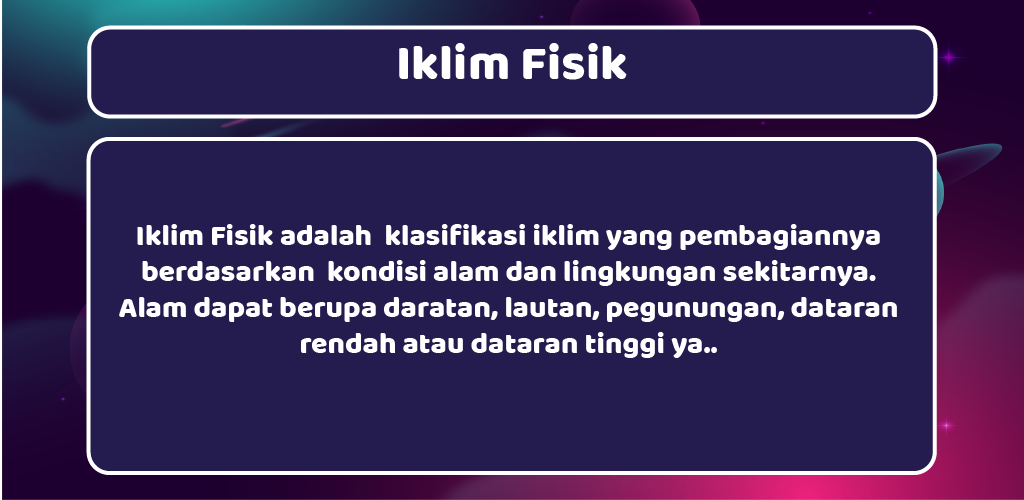 Iklim Fisik
Iklim Fisik adalah  klasifikasi iklim yang pembagiannya
berdasarkan  kondisi alam dan lingkungan sekitarnya.
Alam dapat berupa daratan, lautan, pegunungan, dataran
rendah atau dataran tinggi ya..